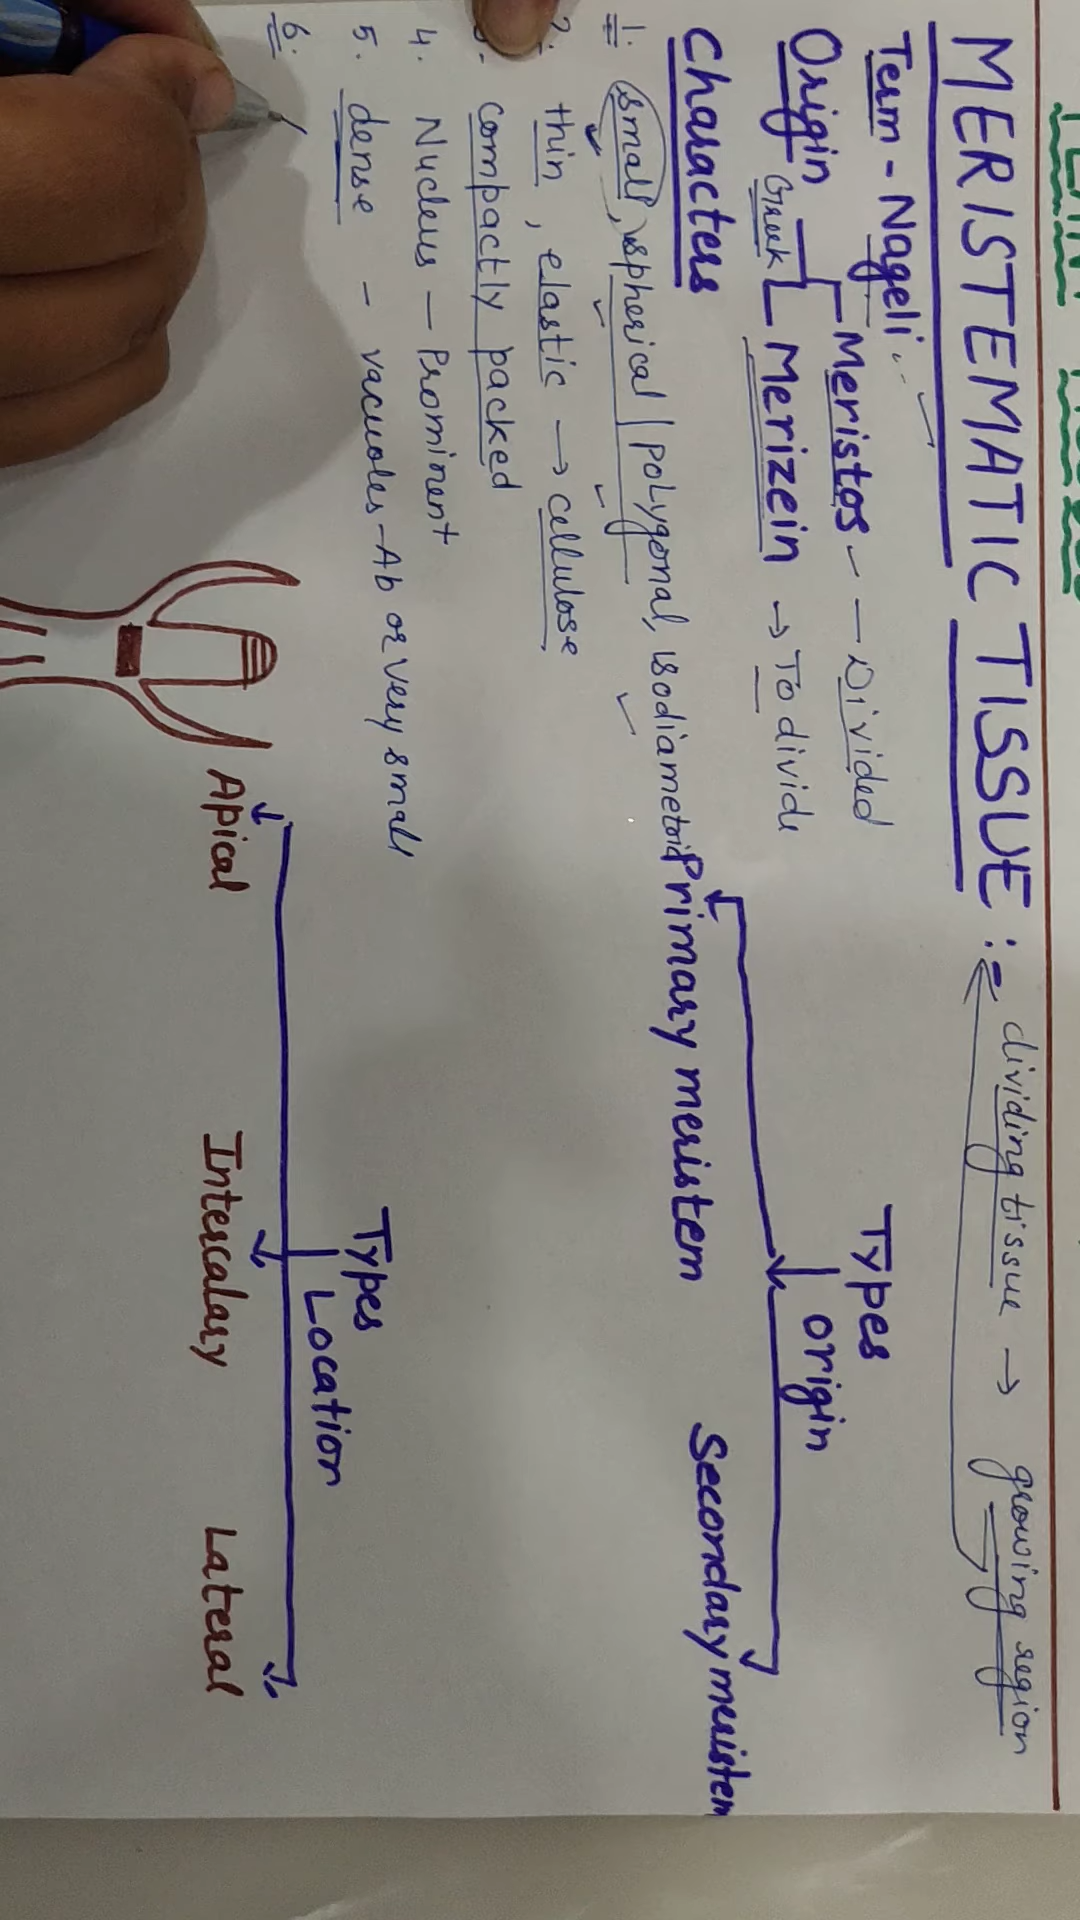 MERISTEMATIC TISSUE :- dividing tissue → growing region
Term - Nageli
Origin Meristos - Divided
Greek Merizein → To divide
Characters
1. small, spherical / polygonal, isodiametric
2. thin, elastic → cellulose
3. compactly packed
4. Nucleus - Prominent
5. dense - vacuoles - Ab or very small
6.
Types
origin
Primary meristem Secondary meristem
Types
Location
Apical Intercalary Lateral